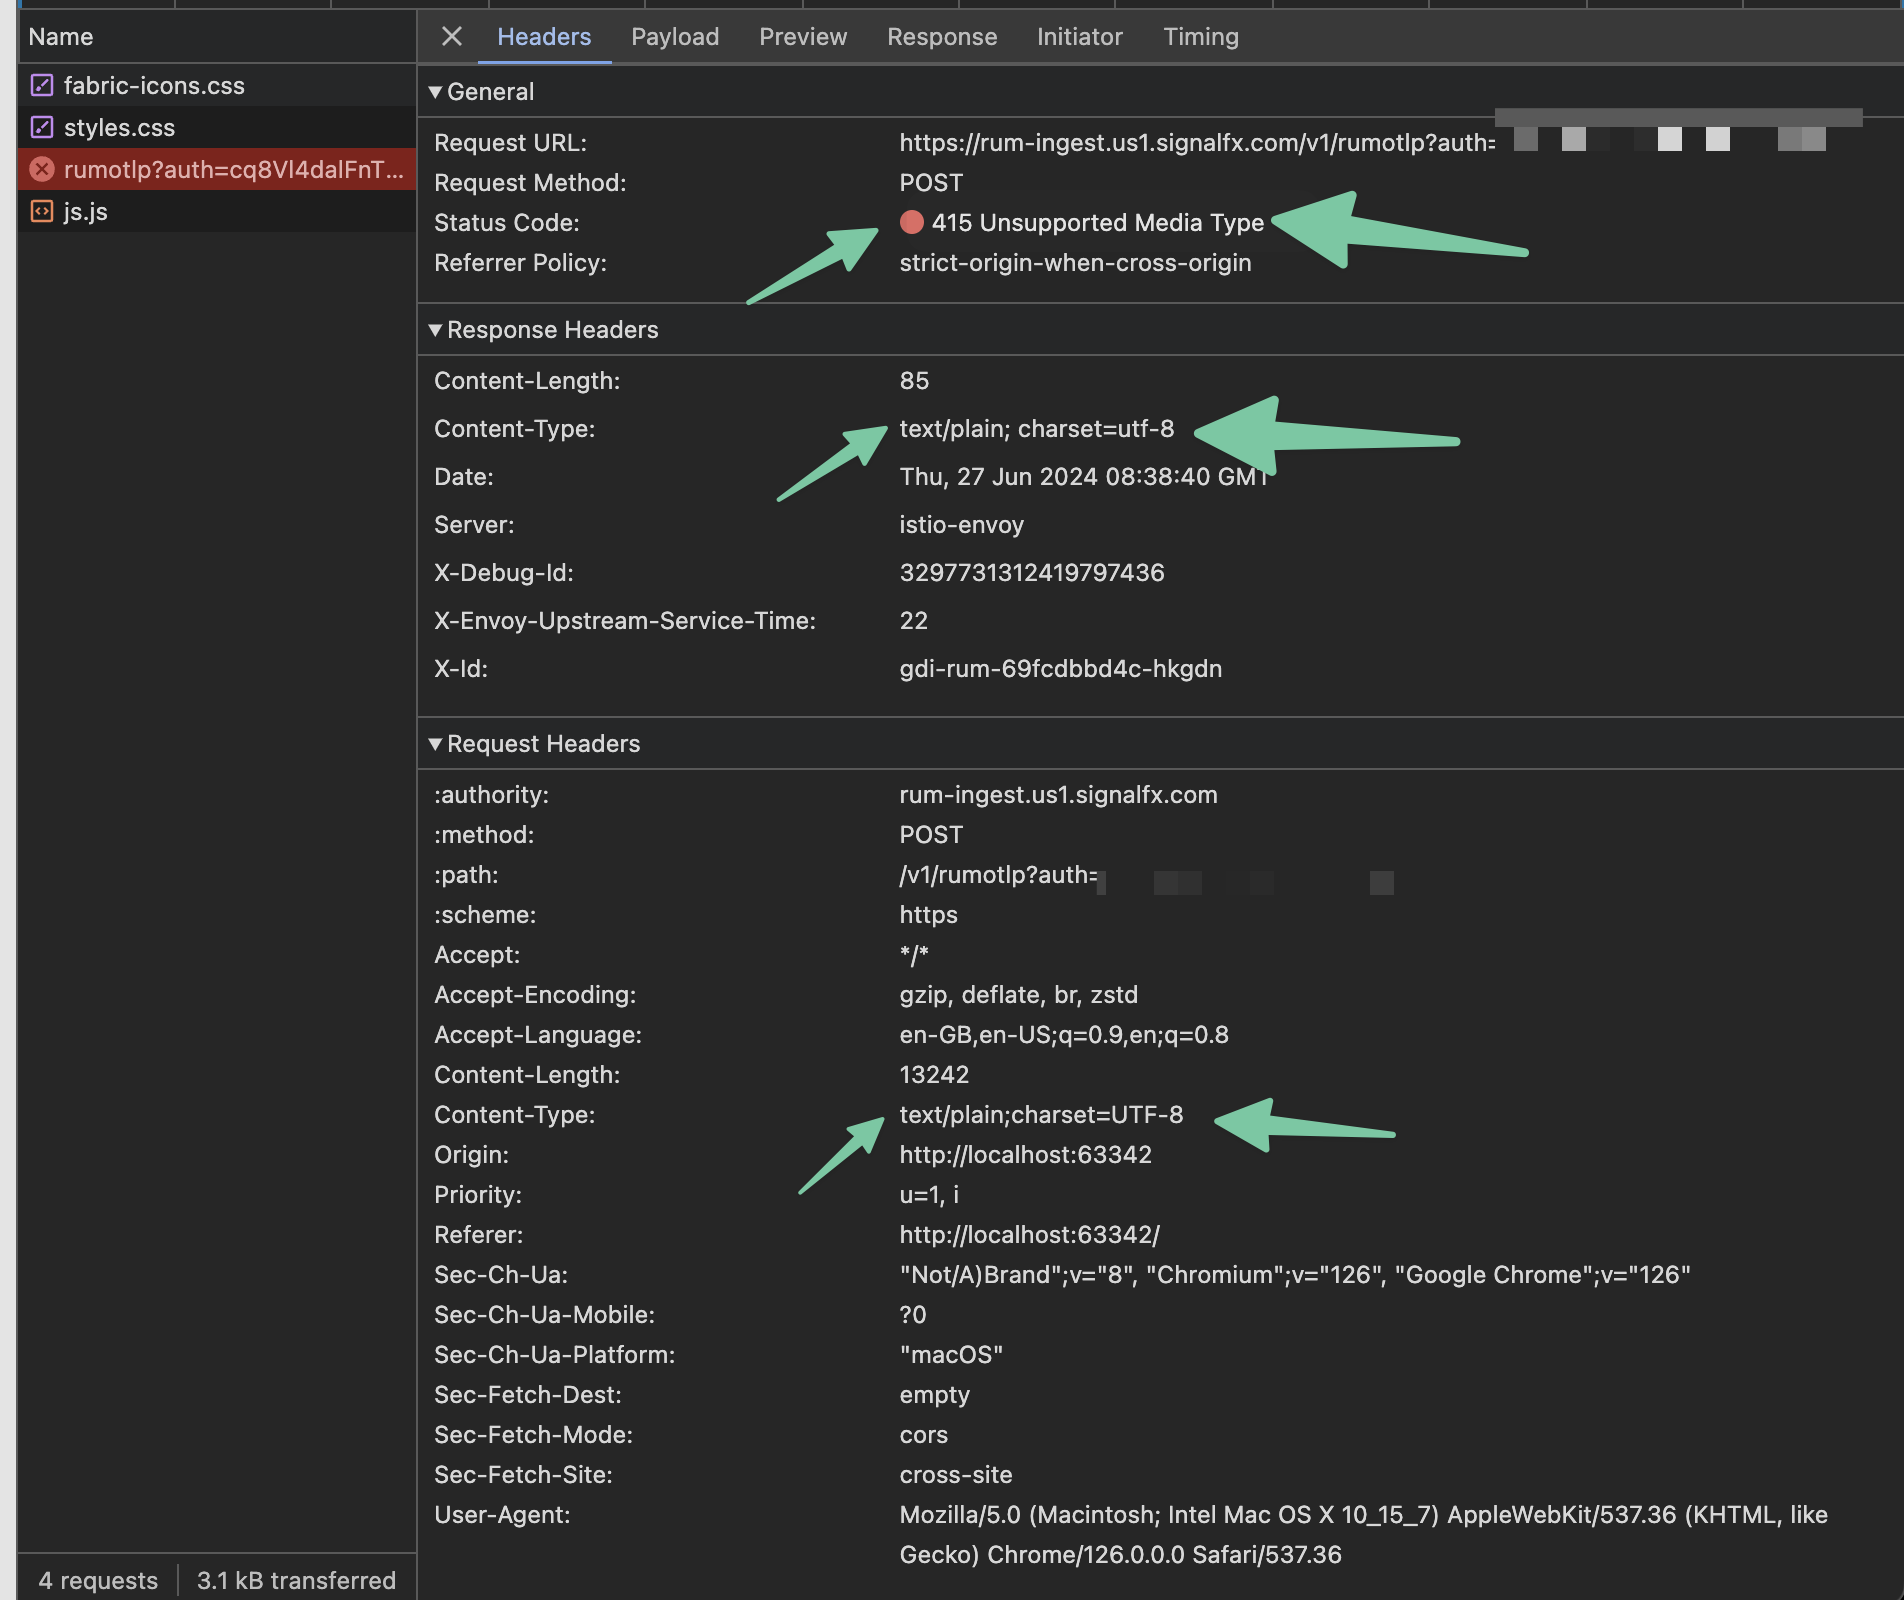 Name
fabric-icons.css
styles.css
rumotlp?auth=cq8Vl4dalFnT...
js.js
4 requests
3.1 kB transferred
Headers Payload Preview Response Initiator Timing
General
Request URL: https://rum-ingest.us1.signalfx.com/v1/rumotlp?auth=
Request Method: POST
Status Code: 415 Unsupported Media Type
Referrer Policy: strict-origin-when-cross-origin
Response Headers
Content-Length: 85
Content-Type: text/plain; charset=utf-8
Date: Thu, 27 Jun 2024 08:38:40 GMT
Server: istio-envoy
X-Debug-Id: 3297731312419797436
X-Envoy-Upstream-Service-Time: 22
X-Id: gdi-rum-69fcdbbd4c-hkgdn
Request Headers
:authority: rum-ingest.us1.signalfx.com
:method: POST
:path: /v1/rumotlp?auth=
:scheme: https
Accept: */*
Accept-Encoding: gzip, deflate, br, zstd
Accept-Language: en-GB,en-US;q=0.9,en;q=0.8
Content-Length: 13242
Content-Type: text/plain;charset=UTF-8
Origin: http://localhost:63342
Priority: u=1, i
Referer: http://localhost:63342/
Sec-Ch-Ua: "Not/A)Brand";v="8", "Chromium";v="126", "Google Chrome";v="126"
Sec-Ch-Ua-Mobile: ?0
Sec-Ch-Ua-Platform: "macOS"
Sec-Fetch-Dest: empty
Sec-Fetch-Mode: cors
Sec-Fetch-Site: cross-site
User-Agent: Mozilla/5.0 (Macintosh; Intel Mac OS X 10_15_7) AppleWebKit/537.36 (KHTML, like
Gecko) Chrome/126.0.0.0 Safari/537.36